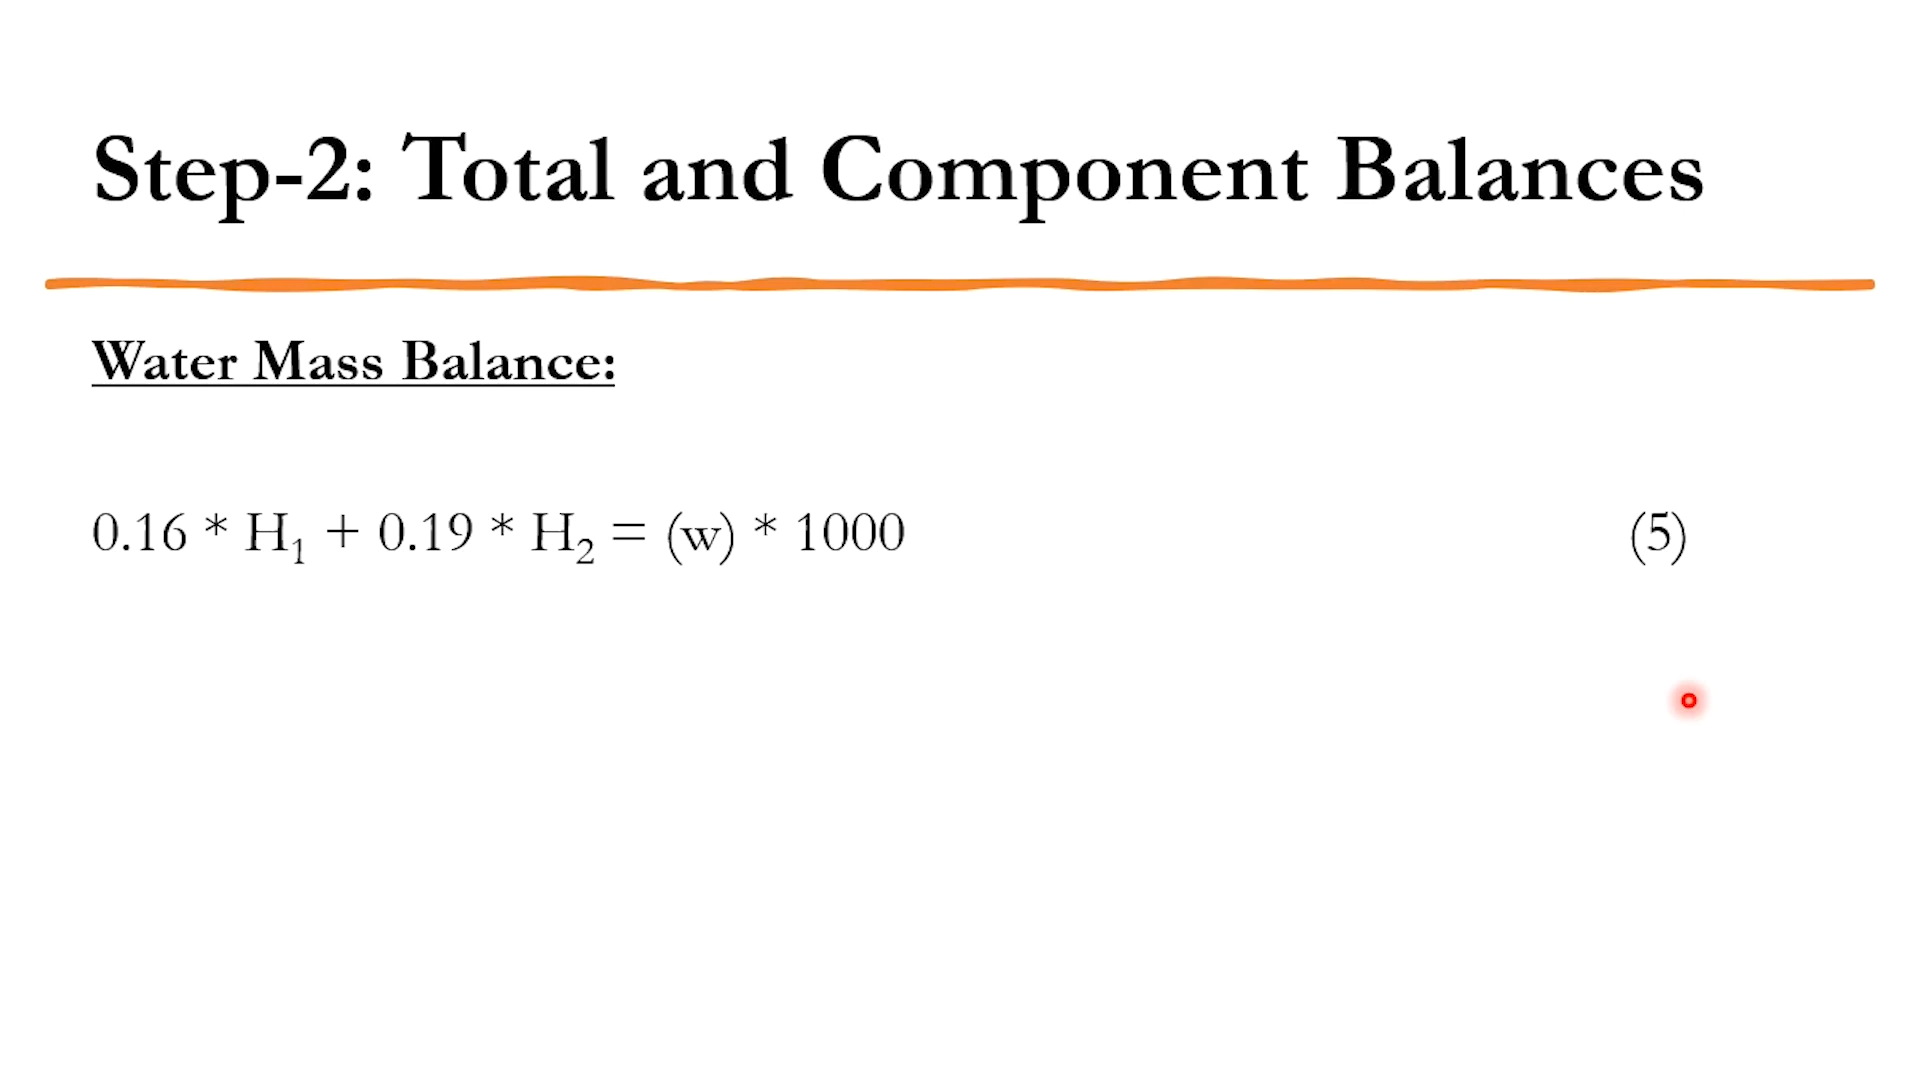 Step-2: Total and Component Balances
Water Mass Balance:
0.16 * H₁ + 0.19 * H₂ = (w) * 1000 (5)